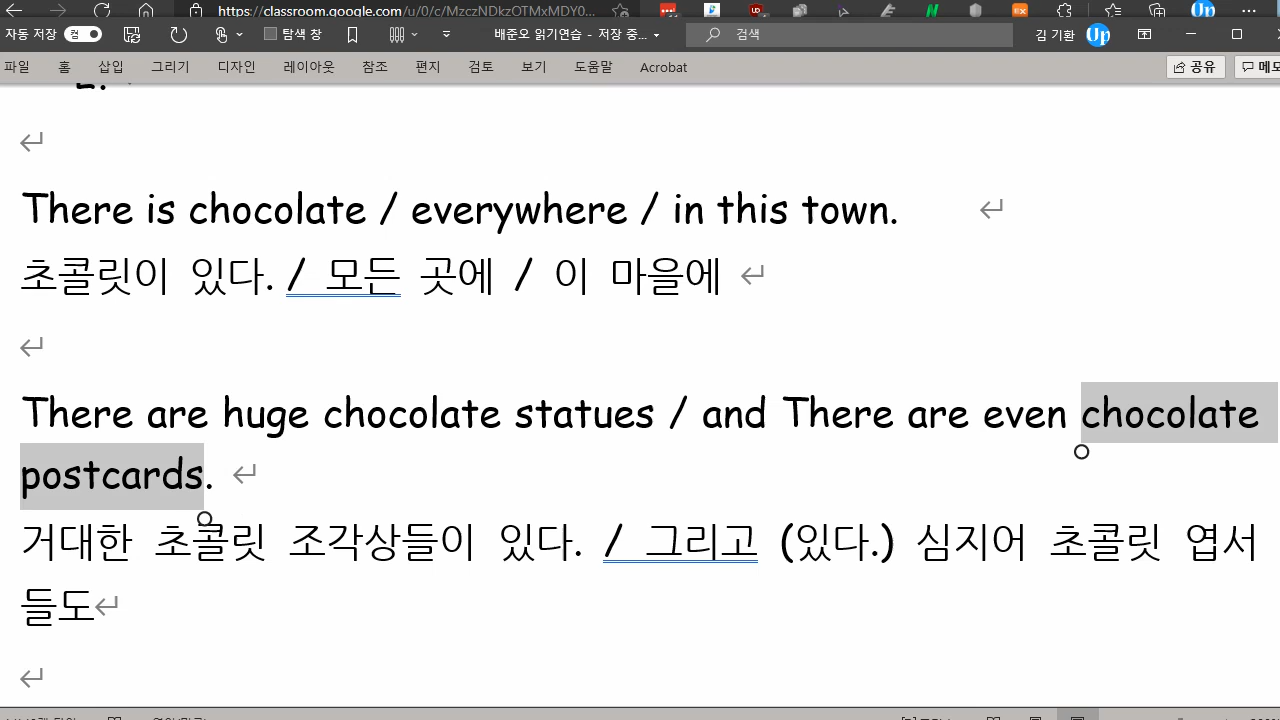 https://classroom.google.com/u/0/c/MzczNDkzOTMxMDY0...
자동 저장 켬 탐색 창 배준오 읽기연습 - 저장 중... 검색 김 기환 Up
파일 홈 삽입 그리기 디자인 레이아웃 참조 편지 검토 보기 도움말 Acrobat 공유 메모
There is chocolate / everywhere / in this town.
초콜릿이 있다. / 모든 곳에 / 이 마을에
There are huge chocolate statues / and There are even chocolate
postcards.
거대한 초콜릿 조각상들이 있다. / 그리고 (있다.) 심지어 초콜릿 엽서
들도